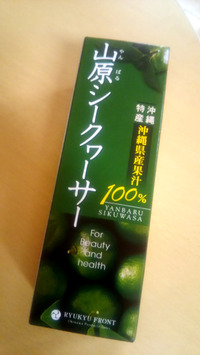 沖縄
特産
沖縄県産果汁
100%
やんばる
山原シークヮーサー
YANBARU
SIKUWASA
For
Beauty
and
health
RYUKYU FRONT